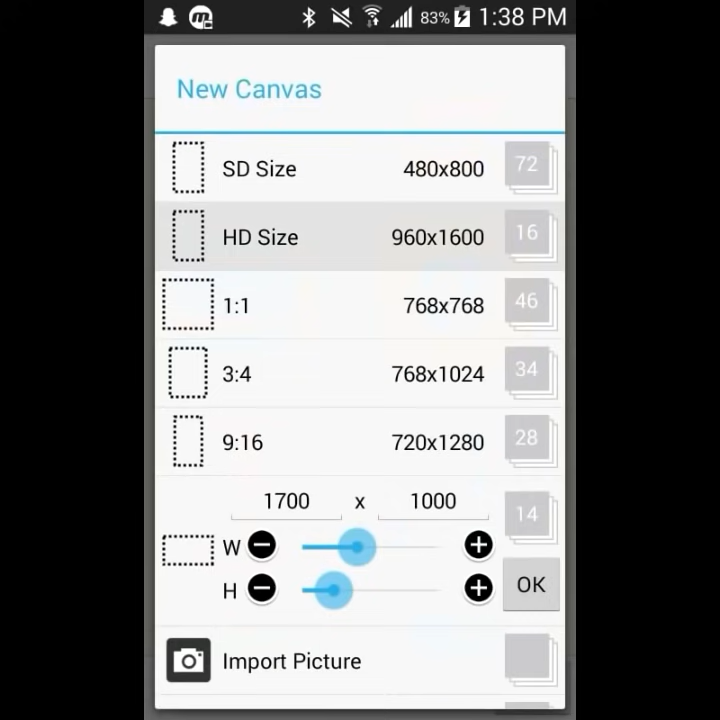 83% 1:38 PM
New Canvas
SD Size 480x800 72
HD Size 960x1600 16
1:1 768x768 46
3:4 768x1024 34
9:16 720x1280 28
1700 x 1000 14
W
H OK
Import Picture